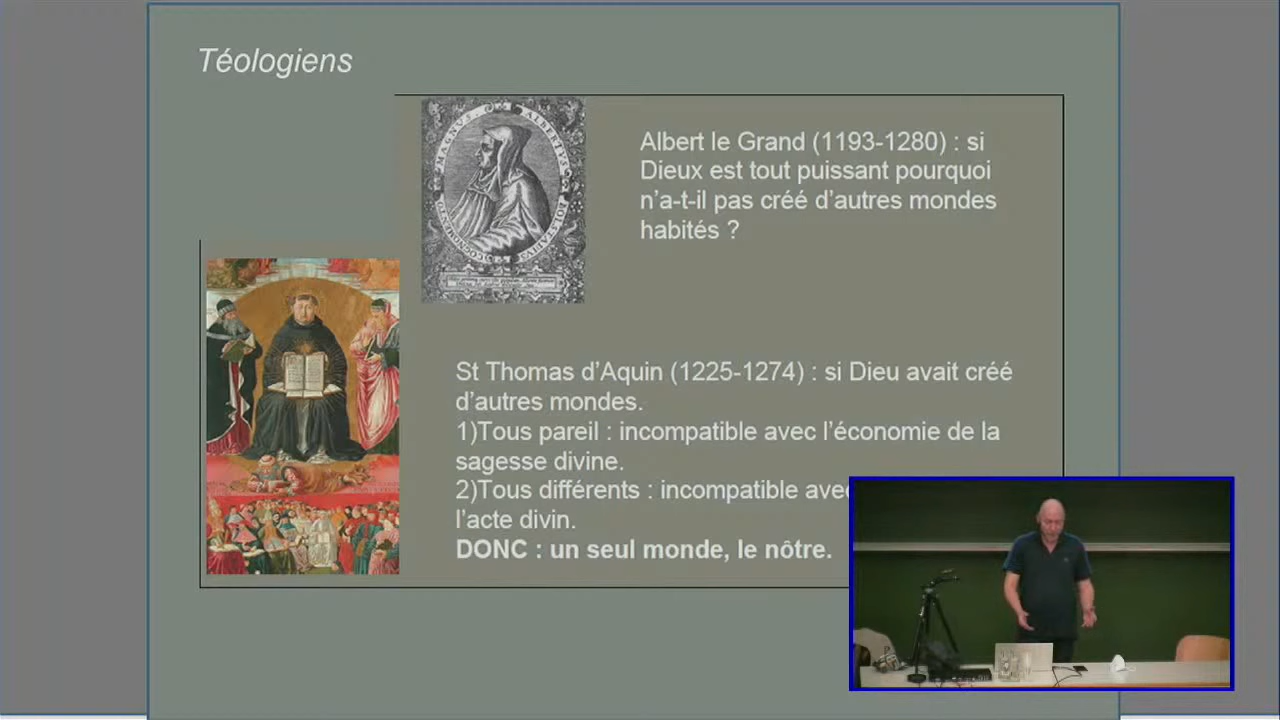 Téologiens
Albert le Grand (1193-1280) : si
Dieux est tout puissant pourquoi
n’a-t-il pas créé d’autres mondes
habités ?
St Thomas d’Aquin (1225-1274) : si Dieu avait créé
d’autres mondes.
1)Tous pareil : incompatible avec l’économie de la
sagesse divine.
2)Tous différents : incompatible avec
l’acte divin.
DONC : un seul monde, le nôtre.
MAGNVS ALBERTVS